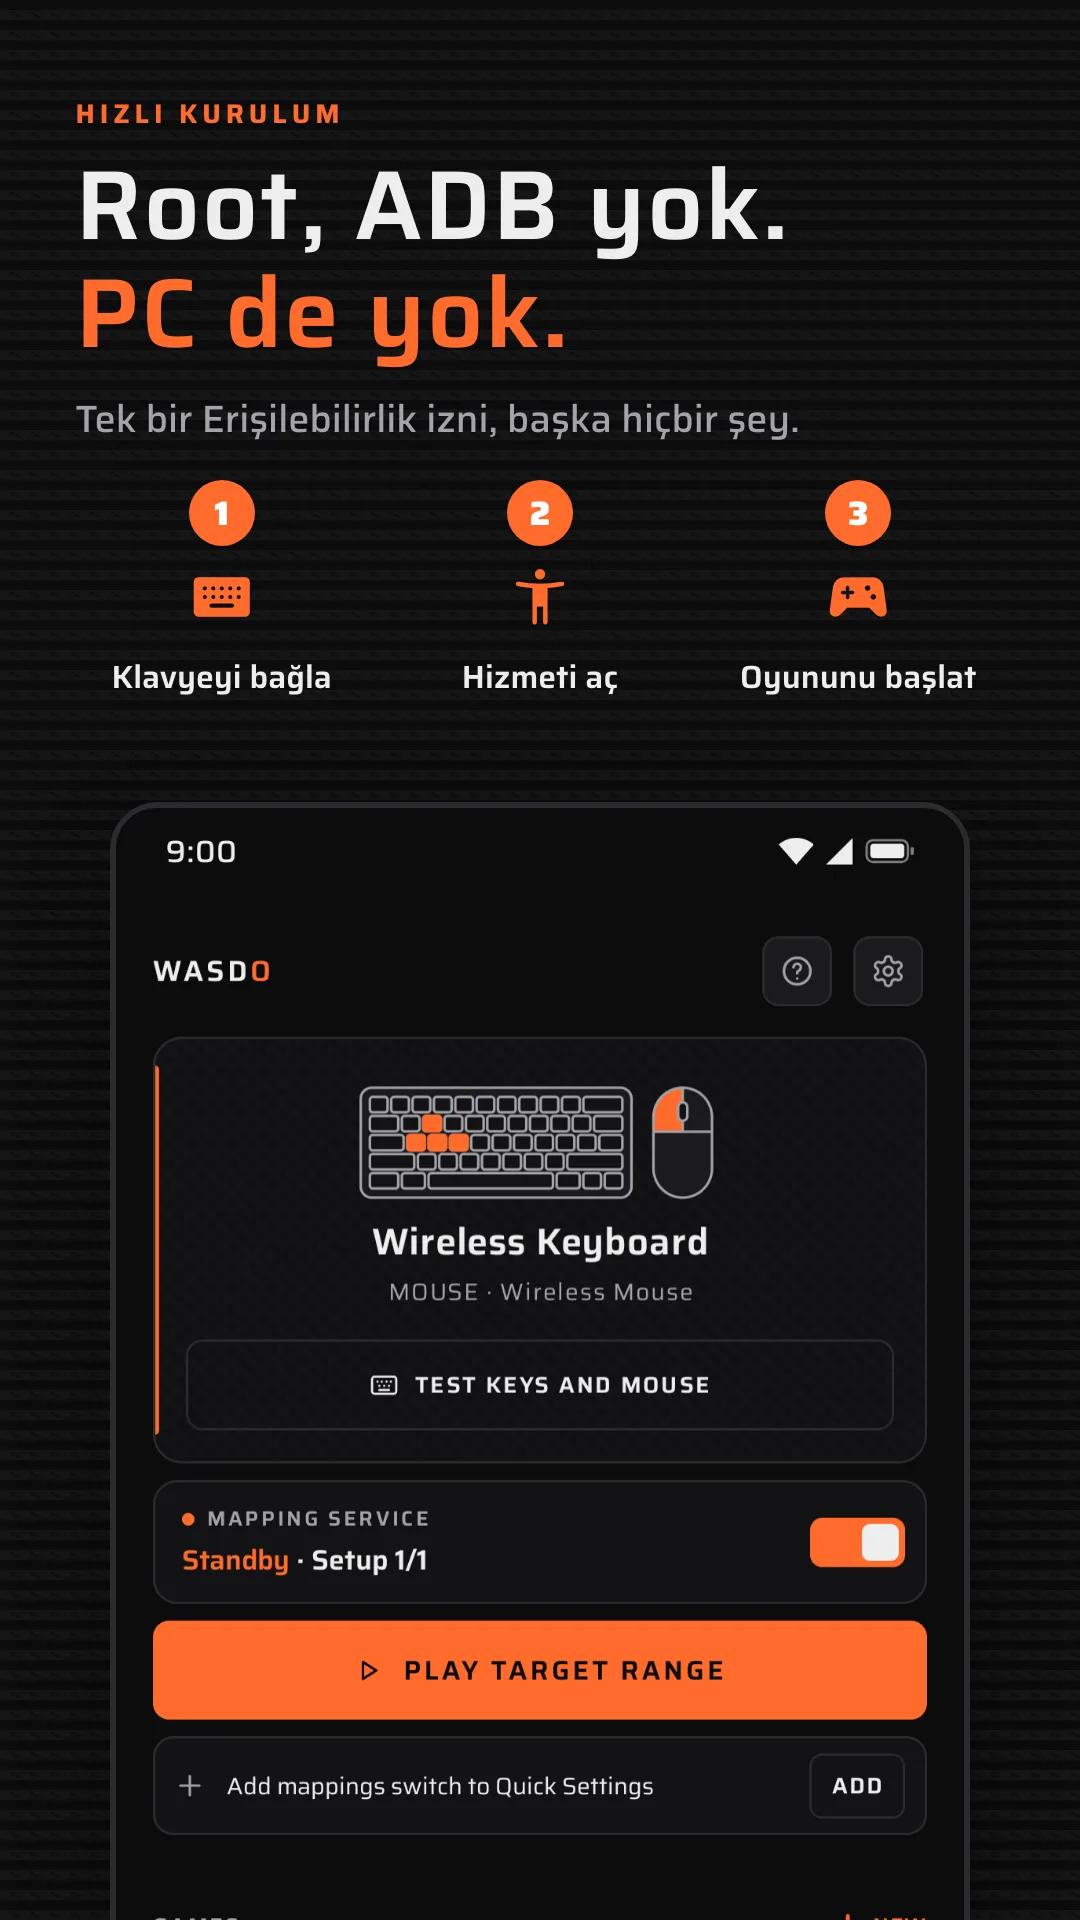 HIZLI KURULUM
Root, ADB yok.
PC de yok.
Tek bir Erişilebilirlik izni, başka hiçbir şey.
1 2 3
Klavyeyi bağla Hizmeti aç Oyununu başlat
9:00
WASDO
Wireless Keyboard
MOUSE · Wireless Mouse
TEST KEYS AND MOUSE
MAPPING SERVICE
Standby · Setup 1/1
PLAY TARGET RANGE
Add mappings switch to Quick Settings ADD